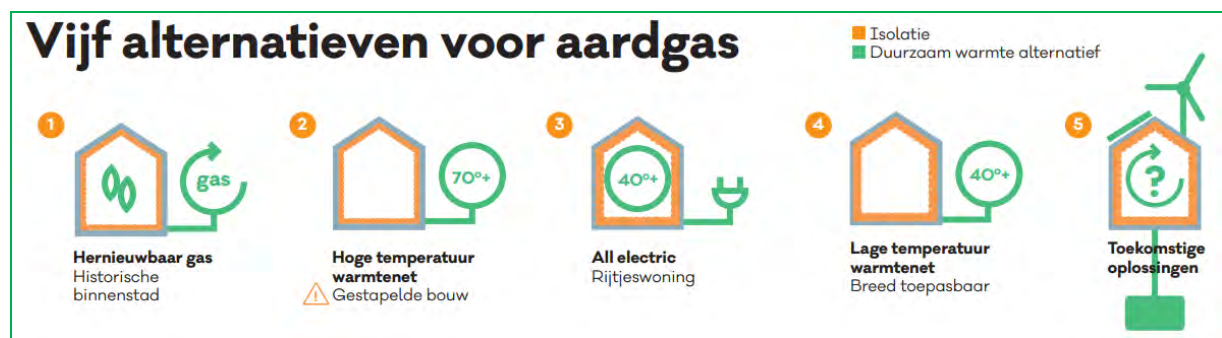 Vijf alternatieven voor aardgas
Isolatie
Duurzaam warmte alternatief
1
gas
Hernieuwbaar gas
Historische
binnenstad
2
70°+
Hoge temperatuur
warmtenet
Gestapelde bouw
3
40°+
All electric
Rijtjeswoning
4
40°+
Lage temperatuur
warmtenet
Breed toepasbaar
5
?
Toekomstige
oplossingen